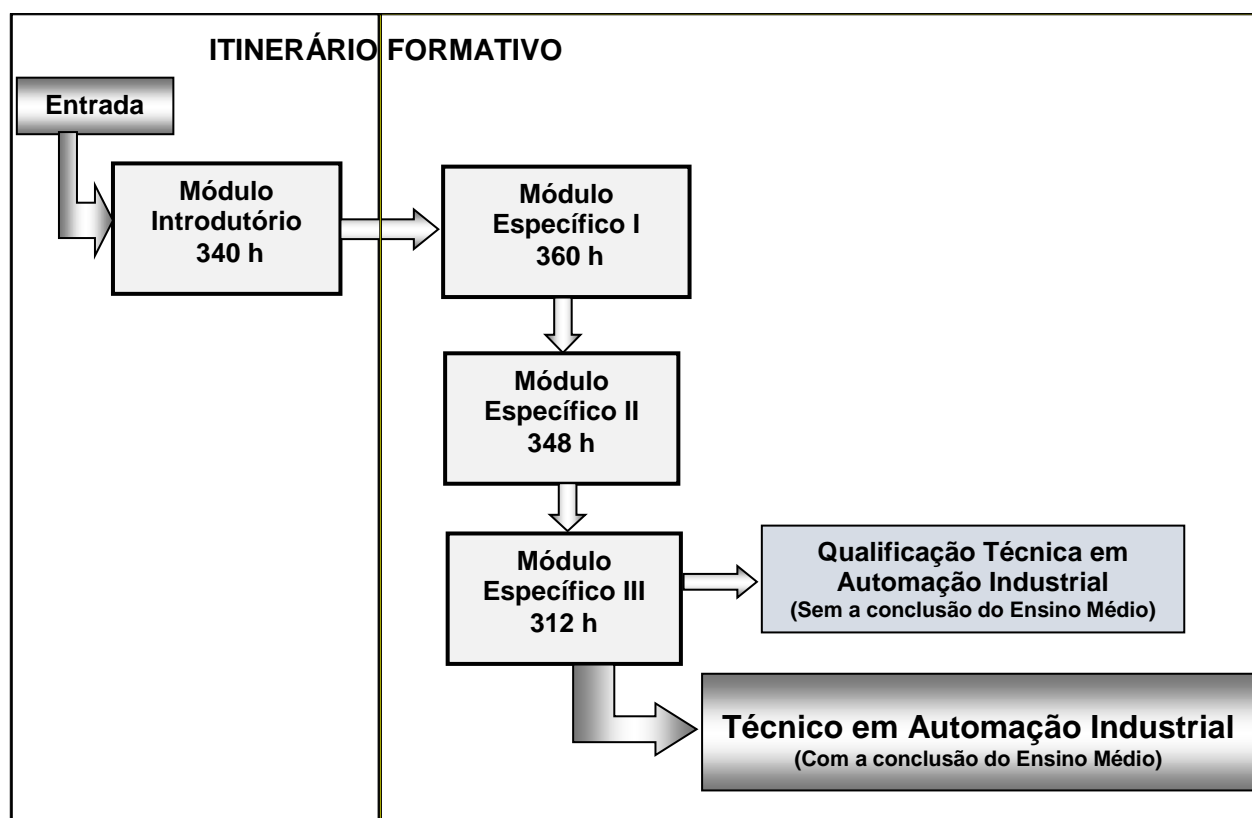 ITINERÁRIO FORMATIVO
Entrada
Módulo
Introdutório
340 h
Módulo
Específico I
360 h
Módulo
Específico II
348 h
Módulo
Específico III
312 h
Qualificação Técnica em
Automação Industrial
(Sem a conclusão do Ensino Médio)
Técnico em Automação Industrial
(Com a conclusão do Ensino Médio)